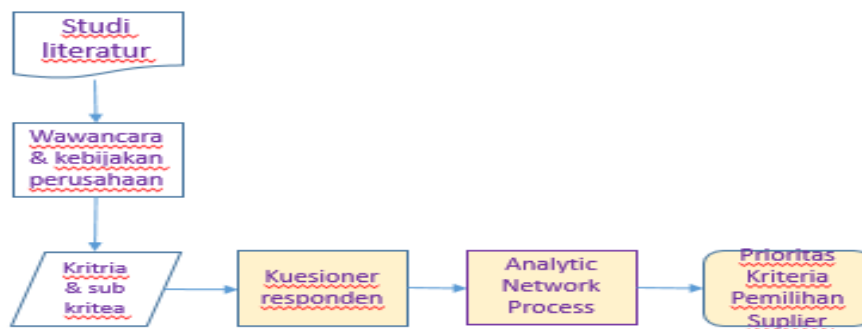 Studi
literatur
Wawancara
& kebijakan
perusahaan
Kritria
& sub
kritea
Kuesioner
responden
Analytic
Network
Process
Prioritas
Kriteria
Pemilihan
Suplier